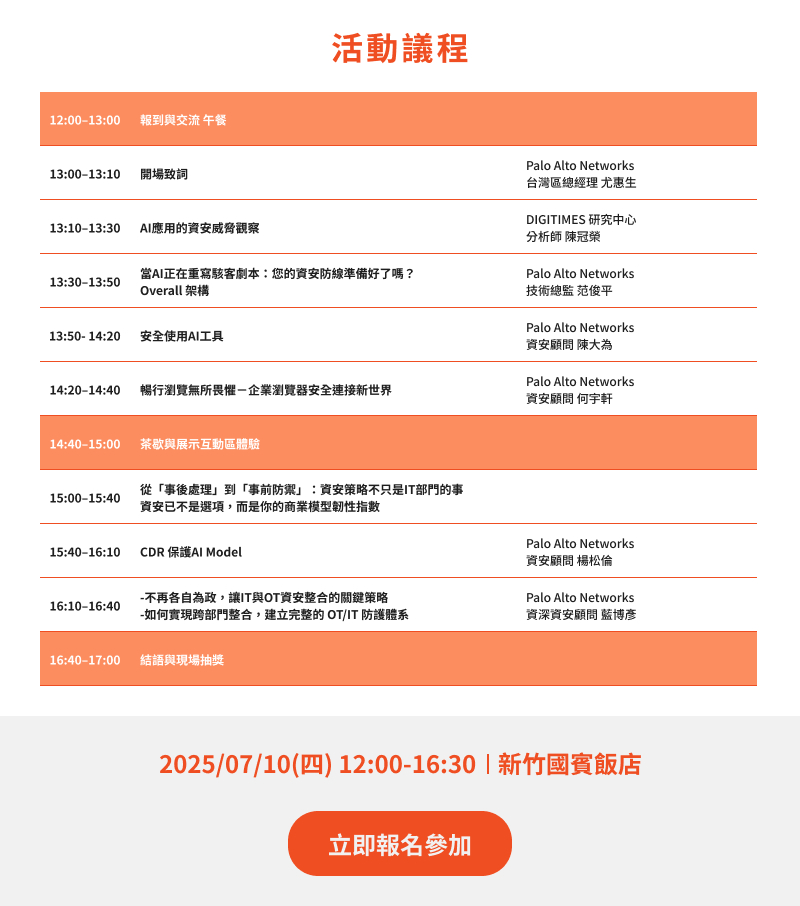 活動議程
12:00–13:00 報到與交流 午餐
13:00–13:10 開場致詞 Palo Alto Networks
台灣區總經理 尤惠生
13:10–13:30 AI應用的資安威脅觀察 DIGITIMES 研究中心
分析師 陳冠榮
13:30–13:50 當AI正在重寫駭客劇本：您的資安防線準備好了嗎？ Palo Alto Networks
Overall 架構 技術總監 范俊平
13:50- 14:20 安全使用AI工具 Palo Alto Networks
資安顧問 陳大為
14:20–14:40 暢行瀏覽無所畏懼－企業瀏覽器安全連接新世界 Palo Alto Networks
資安顧問 何宇軒
14:40–15:00 茶歇與展示互動區體驗
15:00–15:40 從「事後處理」到「事前防禦」：資安策略不只是IT部門的事
資安已不是選項，而是你的商業模型韌性指數
15:40–16:10 CDR 保護AI Model Palo Alto Networks
資安顧問 楊松倫
16:10–16:40 -不再各自為政，讓IT與OT資安整合的關鍵策略 Palo Alto Networks
-如何實現跨部門整合，建立完整的 OT/IT 防護體系 資深資安顧問 藍博彥
16:40–17:00 結語與現場抽獎
2025/07/10(四) 12:00-16:30 | 新竹國賓飯店
立即報名參加